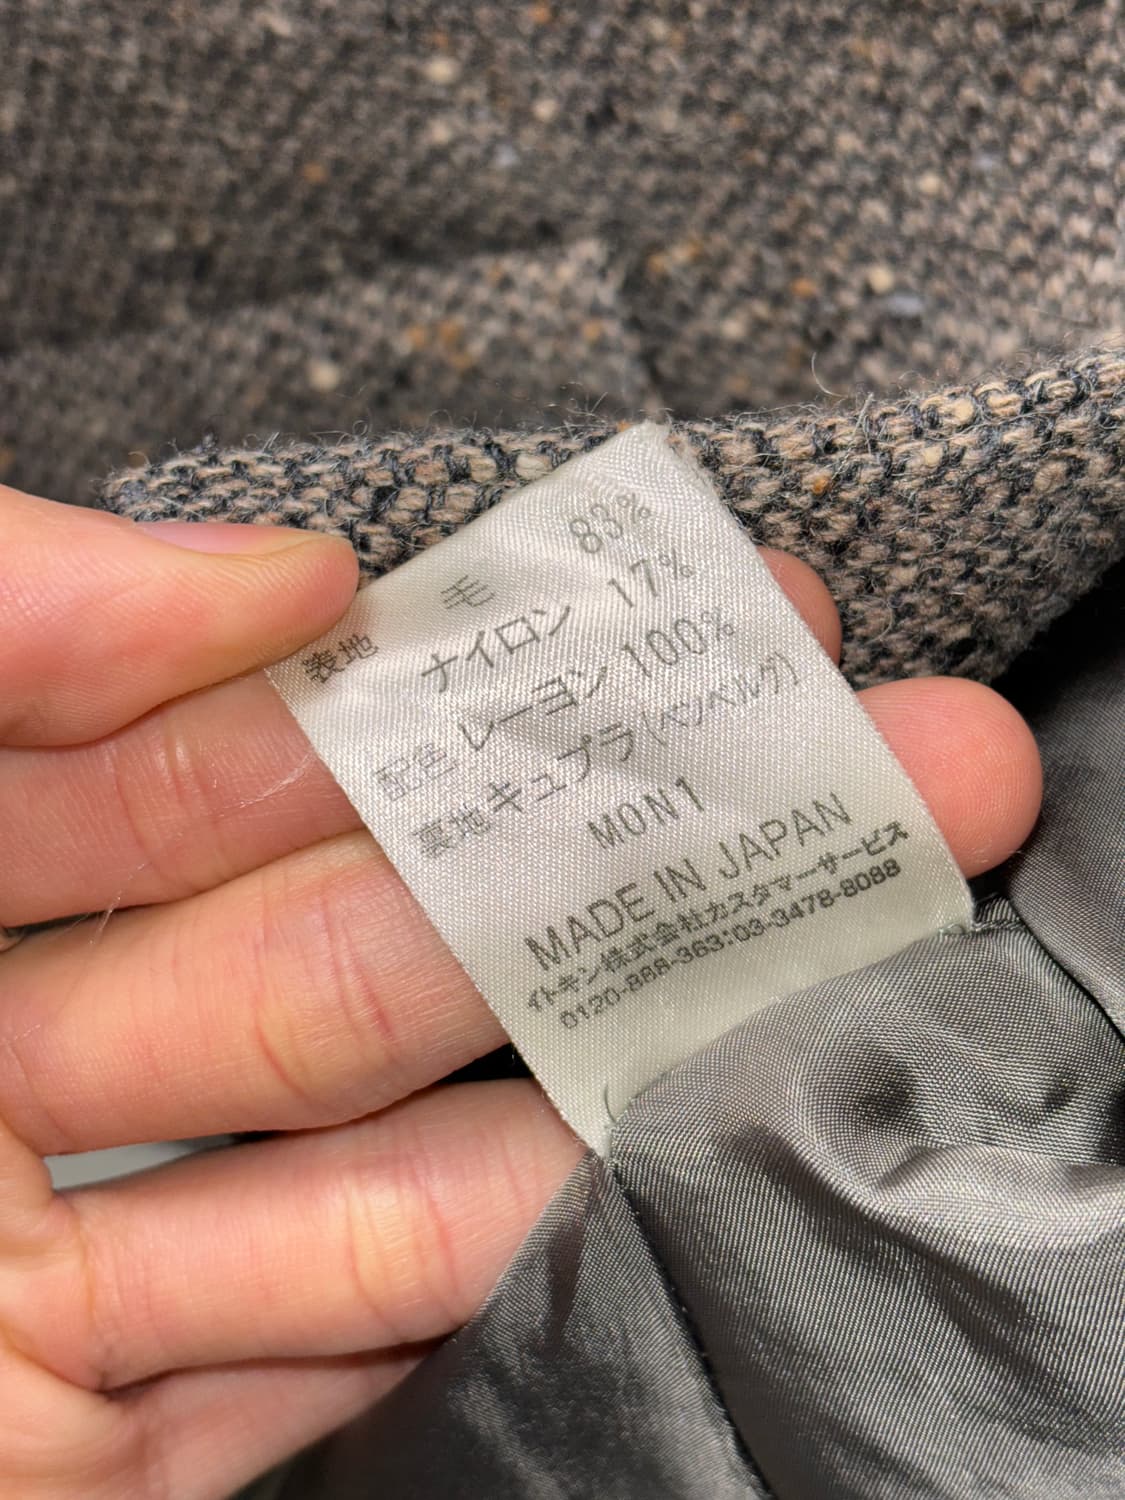 毛 83%
表地 ナイロン 17%
配色 レーヨン 100%
裏地 キュプラ(ベンベルグ)
MON1
MADE IN JAPAN
イトキン株式会社カスタマーサービス
0120-888-363:03-3478-8088